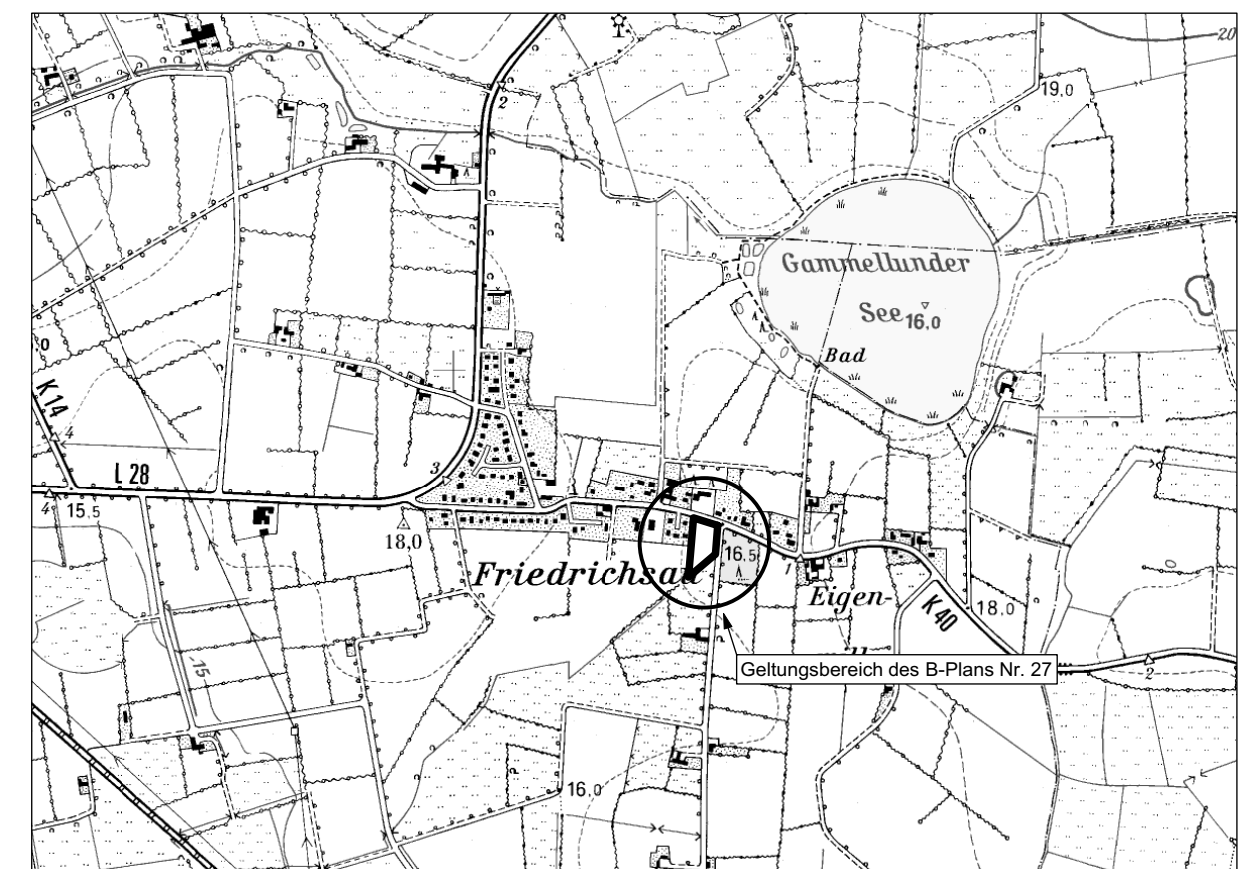 20
2
19,0
Gammellunder
See 16,0
Bad
0
K 14
4
L 28
3
4
15,5
18,0
16,5
Friedrichsau
1
Eigen-
K 40
18,0
Geltungsbereich des B-Plans Nr. 27
2
15
16,0